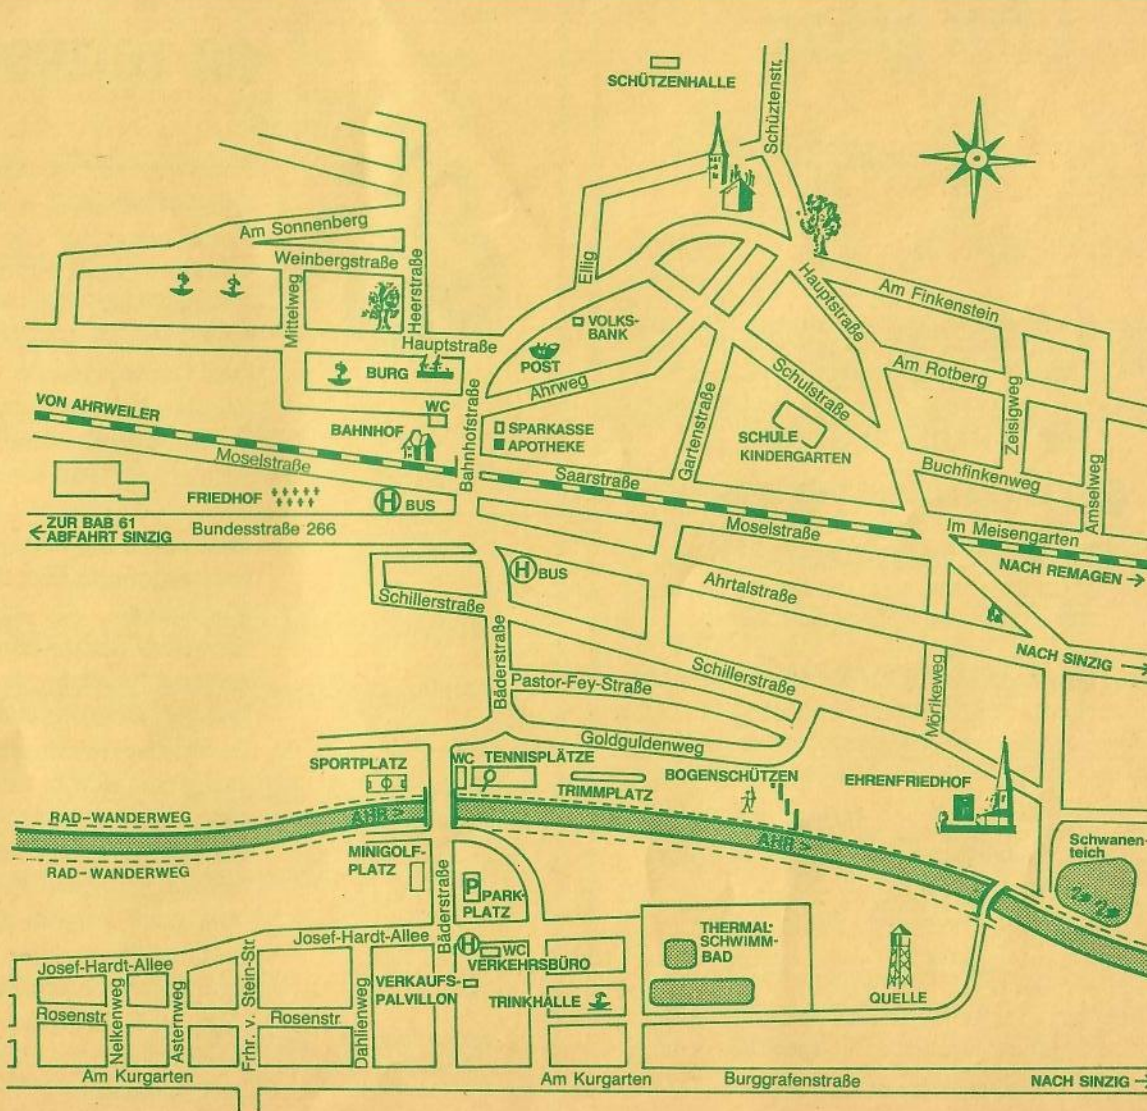 SCHÜTZENHALLE
Schüztenstr.
Am Sonnenberg
Weinbergstraße
Mittelweg
Heerstraße
Ellig
Hauptstraße
Am Finkenstein
Hauptstraße
VOLKS-
BANK
POST
BURG
Ahrweg
Am Rotberg
Schulstraße
Zeisigweg
VON AHRWEILER
WC
BAHNHOF
Bahnhofstraße
SPARKASSE
APOTHEKE
Gartenstraße
SCHULE
KINDERGARTEN
Buchfinkenweg
Amselweg
Moselstraße
Saarstraße
FRIEDHOF
H BUS
ZUR BAB 61
ABFAHRT SINZIG
Bundesstraße 266
Moselstraße
Im Meisengarten
NACH REMAGEN
H BUS
Ahrtalstraße
Schillerstraße
NACH SINZIG
Bäderstraße
Schillerstraße
Pastor-Fey-Straße
Mörikeweg
Goldguldenweg
SPORTPLATZ
WC TENNISPLÄTZE
TRIMMPLATZ
BOGENSCHÜTZEN
EHRENFRIEDHOF
RAD-WANDERWEG
AHR
AHR
RAD-WANDERWEG
Schwanen-
teich
MINIGOLF-
PLATZ
P PARK-
PLATZ
Bäderstraße
Josef-Hardt-Allee
H WC
VERKEHRSBÜRO
THERMAL-
SCHWIMM-
BAD
Josef-Hardt-Allee
Frhr. v. Stein-Str.
VERKAUFS-
PALVILLON
TRINKHALLE
QUELLE
Rosenstr.
Nelkenweg
Asternweg
Rosenstr.
Dahlienweg
Am Kurgarten
Am Kurgarten
Burggrafenstraße
NACH SINZIG